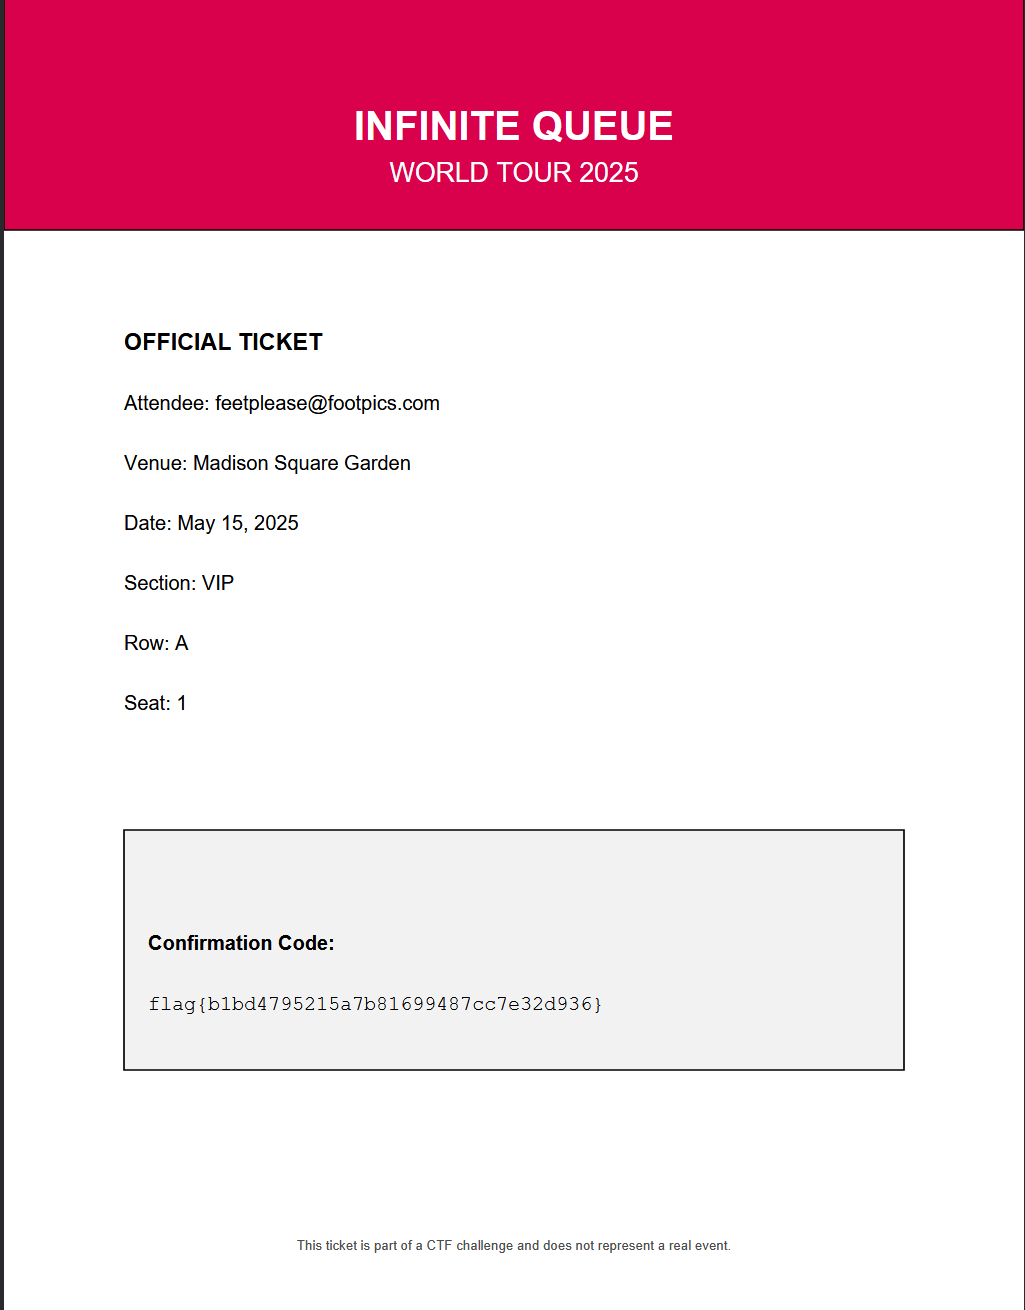 INFINITE QUEUE
WORLD TOUR 2025
OFFICIAL TICKET
Attendee: feetplease@footpics.com
Venue: Madison Square Garden
Date: May 15, 2025
Section: VIP
Row: A
Seat: 1
Confirmation Code:
flag{b1bd4795215a7b81699487cc7e32d936}
This ticket is part of a CTF challenge and does not represent a real event.